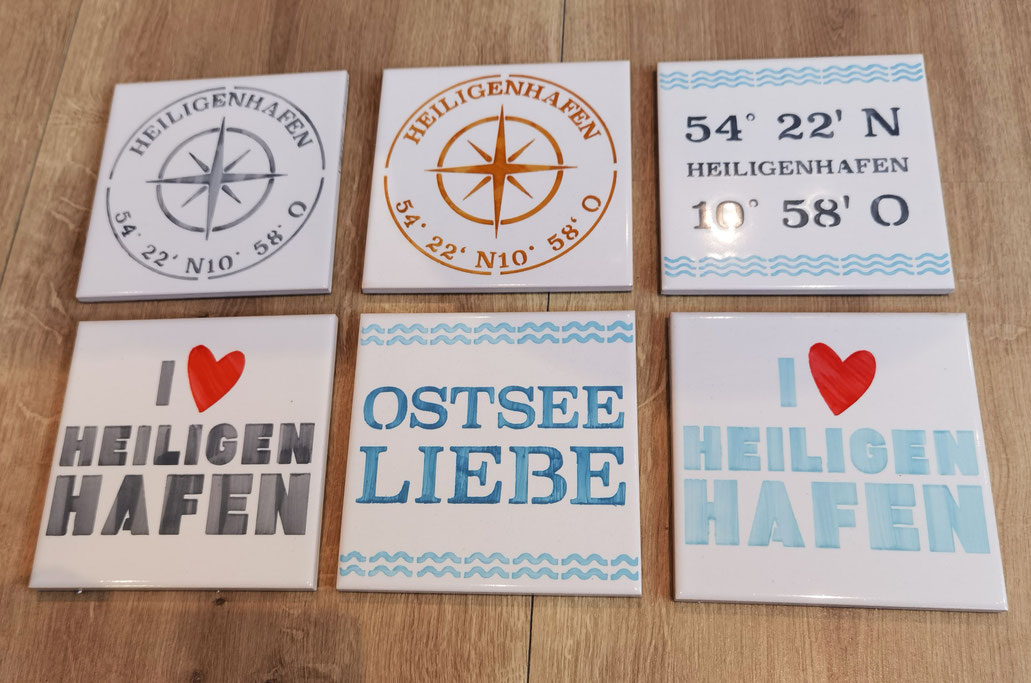 HEILIGENHAFEN
54° 22' N10° 58' O
HEILIGENHAFEN
54° 22' N10° 58' O
54° 22' N
HEILIGENHAFEN
10° 58' O
I ❤
HEILIGEN
HAFEN
OSTSEE
LIEBE
I ❤
HEILIGEN
HAFEN